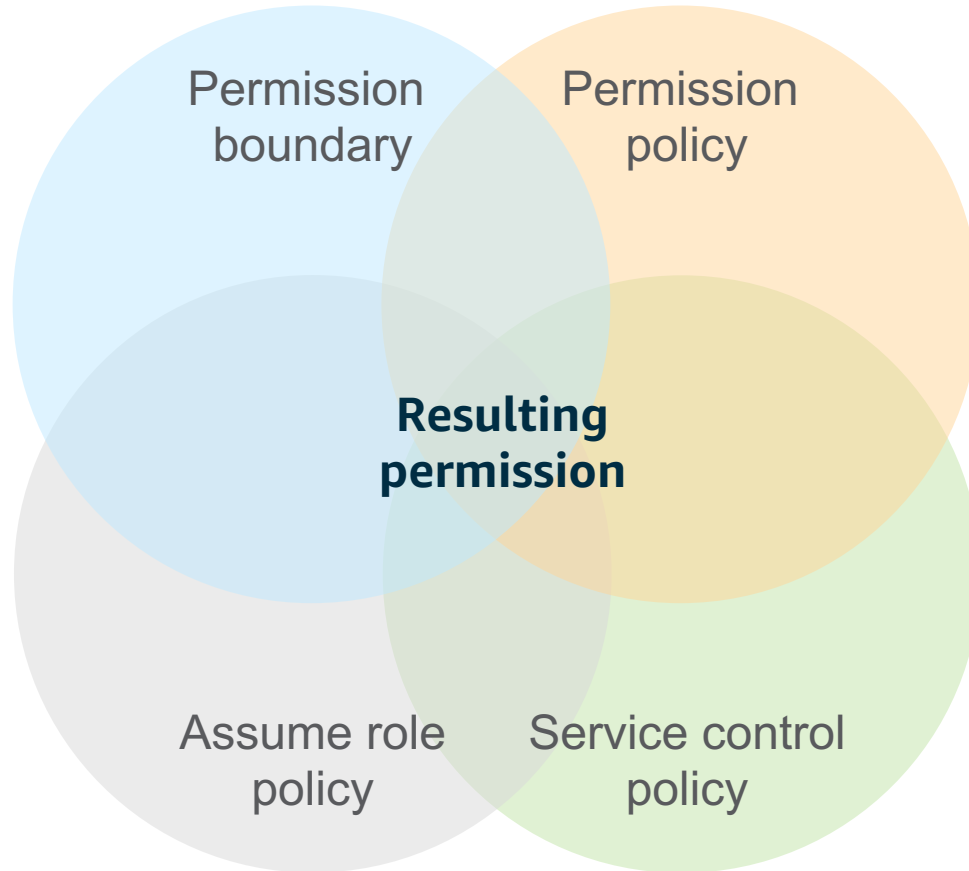 Permission
boundary
Permission
policy
Resulting
permission
Assume role
policy
Service control
policy